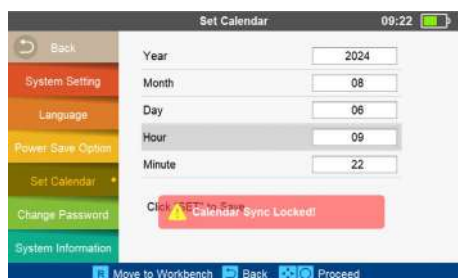 Set Calendar 09:22
Back
System Setting
Language
Power Save Option
Set Calendar
Change Password
System Information
Year 2024
Month 08
Day 06
Hour 09
Minute 22
Click "SET" to Save
Calendar Sync Locked!
R Move to Workbench Back Proceed